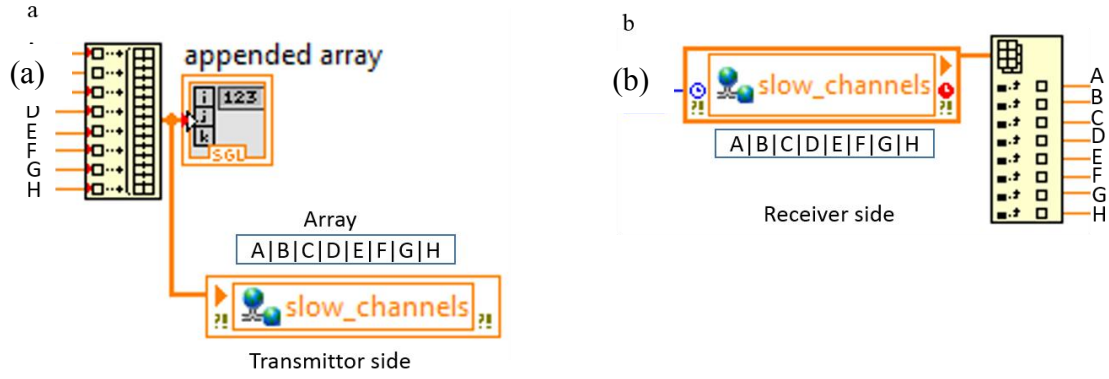 a
(a)
D
E
F
G
H
appended array
i
j
k
123
SGL
Array
A|B|C|D|E|F|G|H
?!
slow_channels
?!
Transmittor side
b
(b)
?!
slow_channels
?!
A|B|C|D|E|F|G|H
Receiver side
A
B
C
D
E
F
G
H